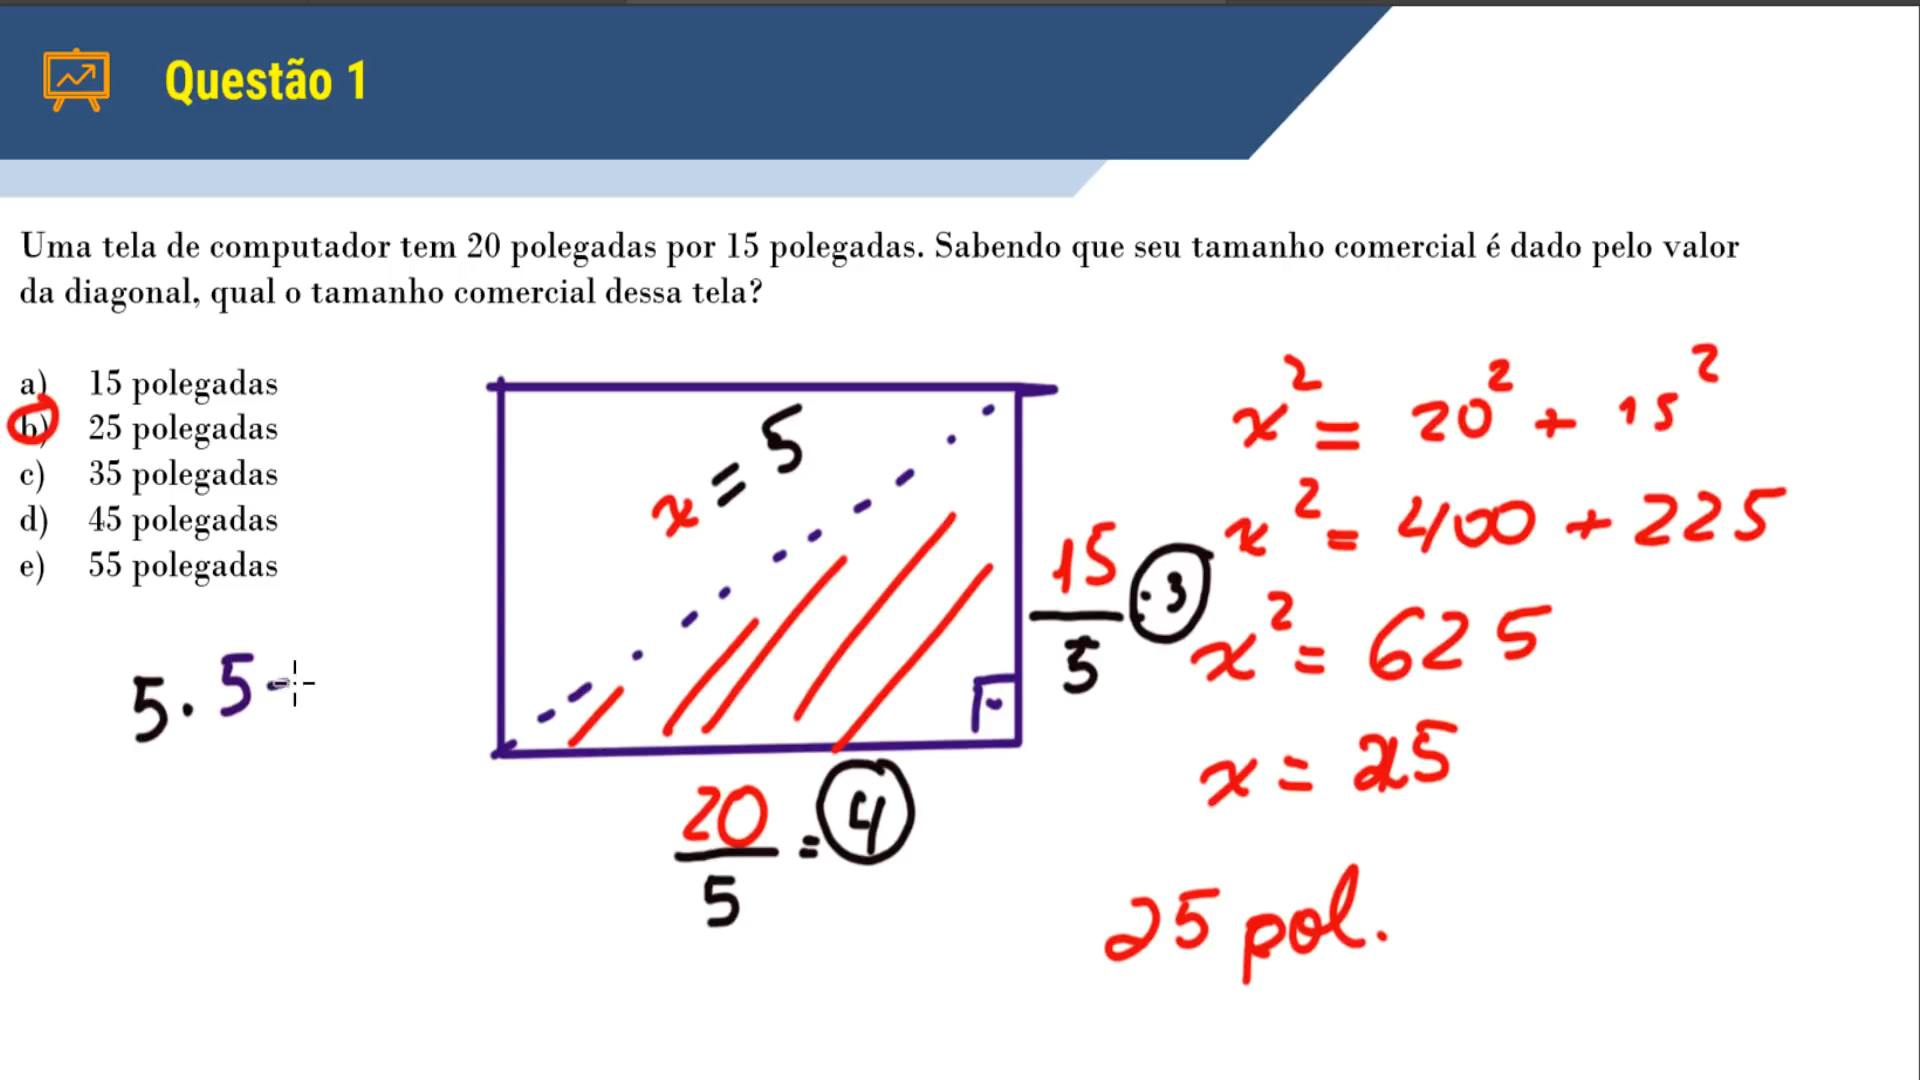 Questão 1
Uma tela de computador tem 20 polegadas por 15 polegadas. Sabendo que seu tamanho comercial é dado pelo valor
da diagonal, qual o tamanho comercial dessa tela?
a) 15 polegadas
b) 25 polegadas
c) 35 polegadas
d) 45 polegadas
e) 55 polegadas
x = 5
x² = 20² + 15²
x² = 400 + 225
15/5 : 3
x² = 625
5 . 5 =
x = 25
20/5 = 4
25 pol.